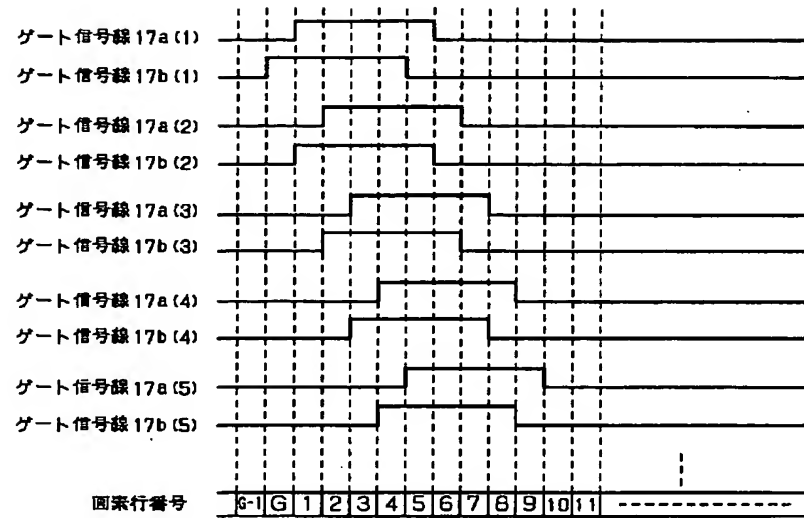 ゲート信号線17a(1)
ゲート信号線17b(1)
ゲート信号線17a(2)
ゲート信号線17b(2)
ゲート信号線17a(3)
ゲート信号線17b(3)
ゲート信号線17a(4)
ゲート信号線17b(4)
ゲート信号線17a(5)
ゲート信号線17b(5)
画素行番号 G-1 G 1 2 3 4 5 6 7 8 9 10 11